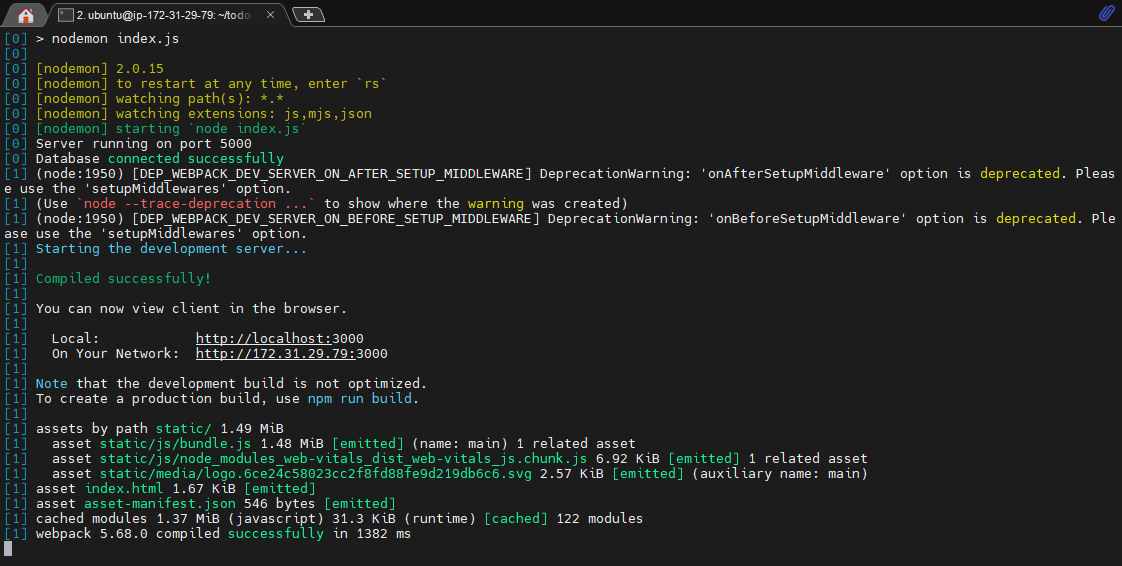 2. ubuntu@ip-172-31-29-79: ~/todo
[0] > nodemon index.js
[0]
[0] [nodemon] 2.0.15
[0] [nodemon] to restart at any time, enter `rs`
[0] [nodemon] watching path(s): *.*
[0] [nodemon] watching extensions: js,mjs,json
[0] [nodemon] starting `node index.js`
[0] Server running on port 5000
[0] Database connected successfully
[1] (node:1950) [DEP_WEBPACK_DEV_SERVER_ON_AFTER_SETUP_MIDDLEWARE] DeprecationWarning: 'onAfterSetupMiddleware' option is deprecated. Pleas
e use the 'setupMiddlewares' option.
[1] (Use `node --trace-deprecation ...` to show where the warning was created)
[1] (node:1950) [DEP_WEBPACK_DEV_SERVER_ON_BEFORE_SETUP_MIDDLEWARE] DeprecationWarning: 'onBeforeSetupMiddleware' option is deprecated. Ple
ase use the 'setupMiddlewares' option.
[1] Starting the development server...
[1]
[1] Compiled successfully!
[1]
[1] You can now view client in the browser.
[1]
[1]   Local:            http://localhost:3000
[1]   On Your Network:  http://172.31.29.79:3000
[1]
[1] Note that the development build is not optimized.
[1] To create a production build, use npm run build.
[1]
[1] assets by path static/ 1.49 MiB
[1]   asset static/js/bundle.js 1.48 MiB [emitted] (name: main) 1 related asset
[1]   asset static/js/node_modules_web-vitals_dist_web-vitals_js.chunk.js 6.92 KiB [emitted] 1 related asset
[1]   asset static/media/logo.6ce24c58023cc2f8fd88fe9d219db6c6.svg 2.57 KiB [emitted] (auxiliary name: main)
[1] asset index.html 1.67 KiB [emitted]
[1] asset asset-manifest.json 546 bytes [emitted]
[1] cached modules 1.37 MiB (javascript) 31.3 KiB (runtime) [cached] 122 modules
[1] webpack 5.68.0 compiled successfully in 1382 ms